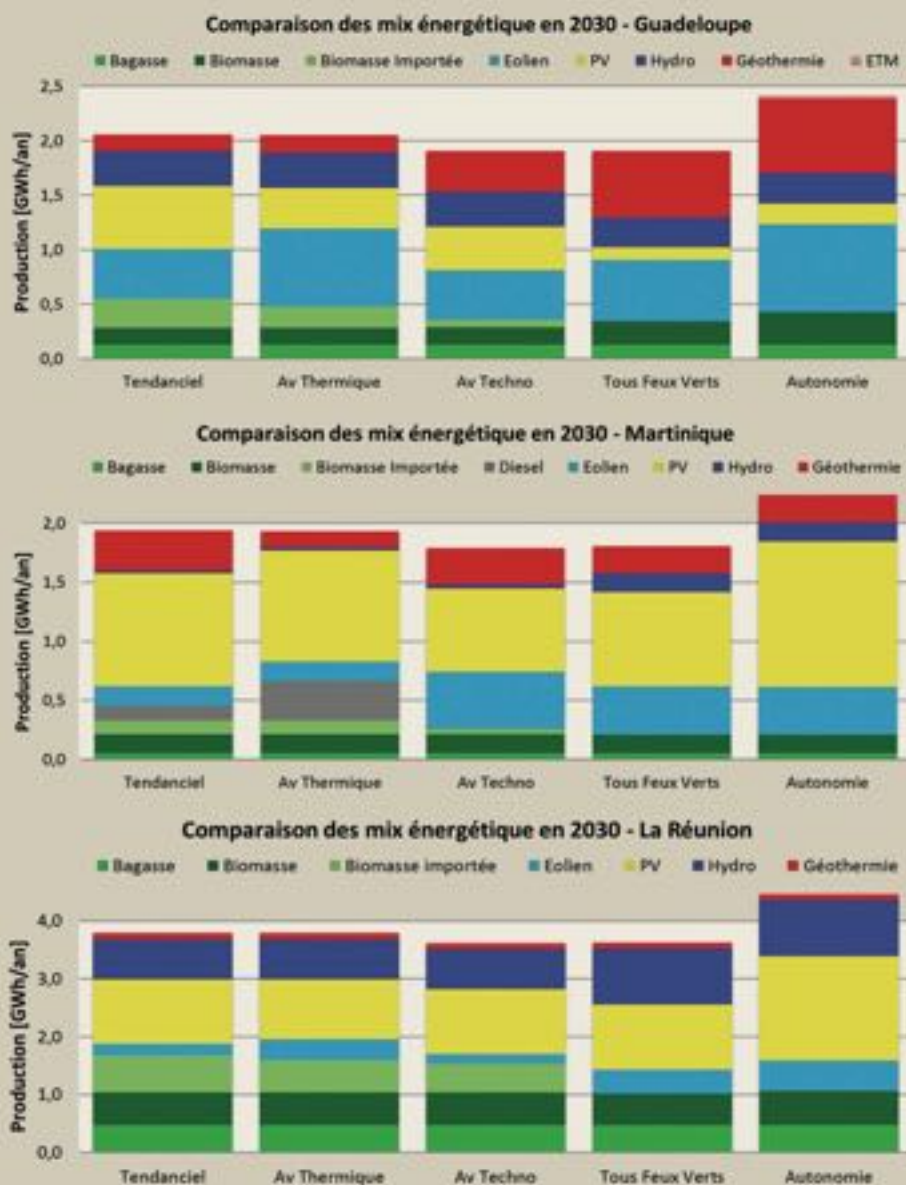 Comparaison des mix énergétique en 2030 - Guadeloupe
Bagasse Biomasse Biomasse Importée Eolien PV Hydro Géothermie ETM
Production [GWh/an]
2,5
2,0
1,5
1,0
0,5
0,0
Tendanciel Av Thermique Av Techno Tous Feux Verts Autonomie
Comparaison des mix énergétique en 2030 - Martinique
Bagasse Biomasse Biomasse Importée Diesel Eolien PV Hydro Géothermie
Production [GWh/an]
2,0
1,5
1,0
0,5
0,0
Tendanciel Av Thermique Av Techno Tous Feux Verts Autonomie
Comparaison des mix énergétique en 2030 - La Réunion
Bagasse Biomasse Biomasse importée Eolien PV Hydro Géothermie
Production [GWh/an]
4,0
3,0
2,0
1,0
0,0
Tendanciel Av Thermique Av Techno Tous Feux Verts Autonomie